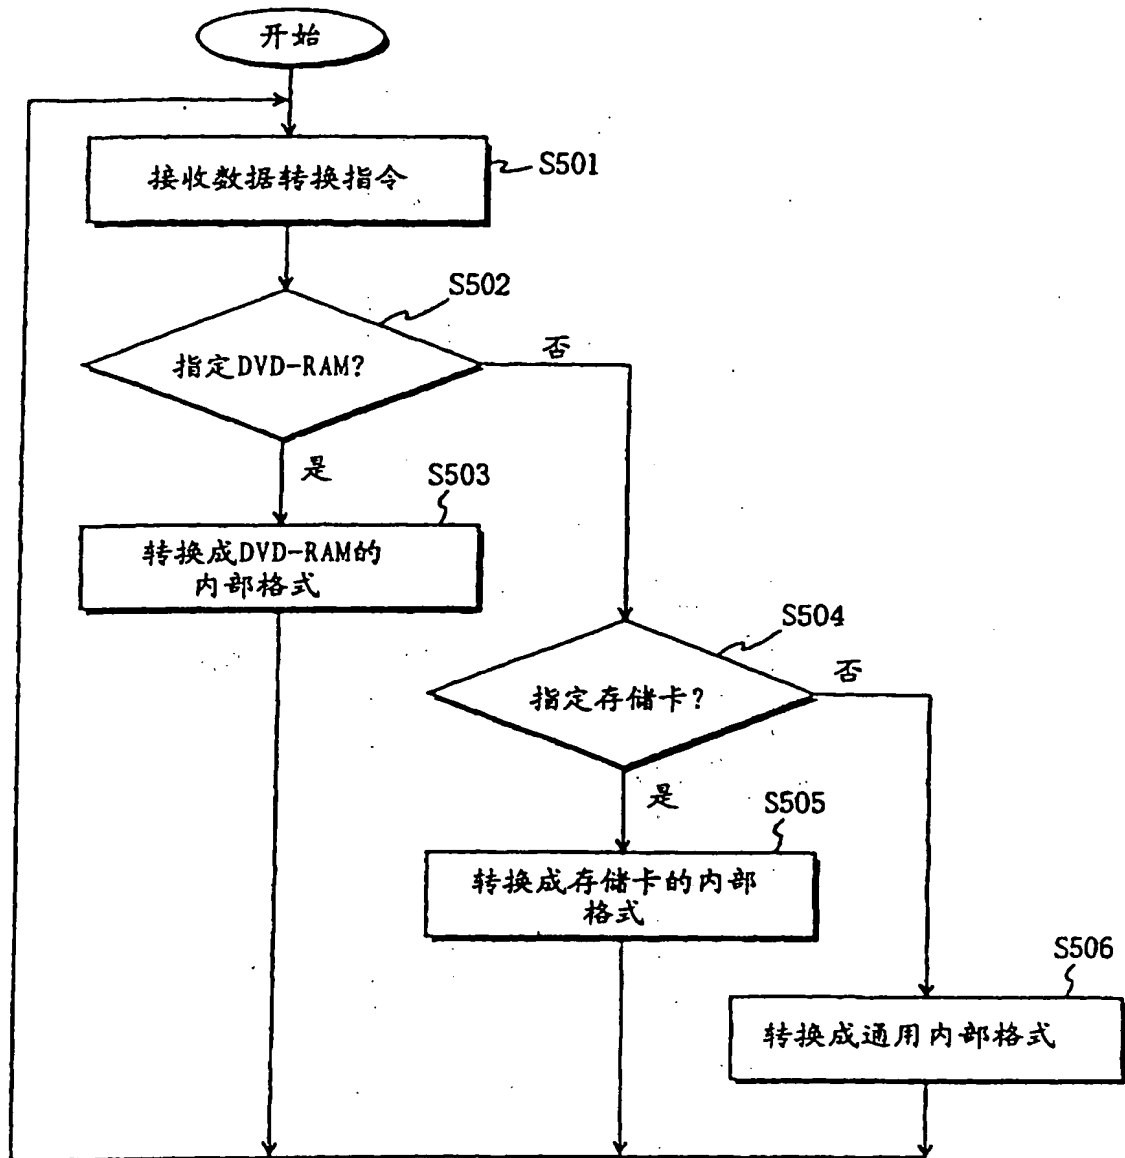 开始
接收数据转换指令
S501
S502
指定DVD-RAM?
否
是
S503
转换成DVD-RAM的
内部格式
S504
指定存储卡?
否
是
S505
转换成存储卡的内部
格式
S506
转换成通用内部格式